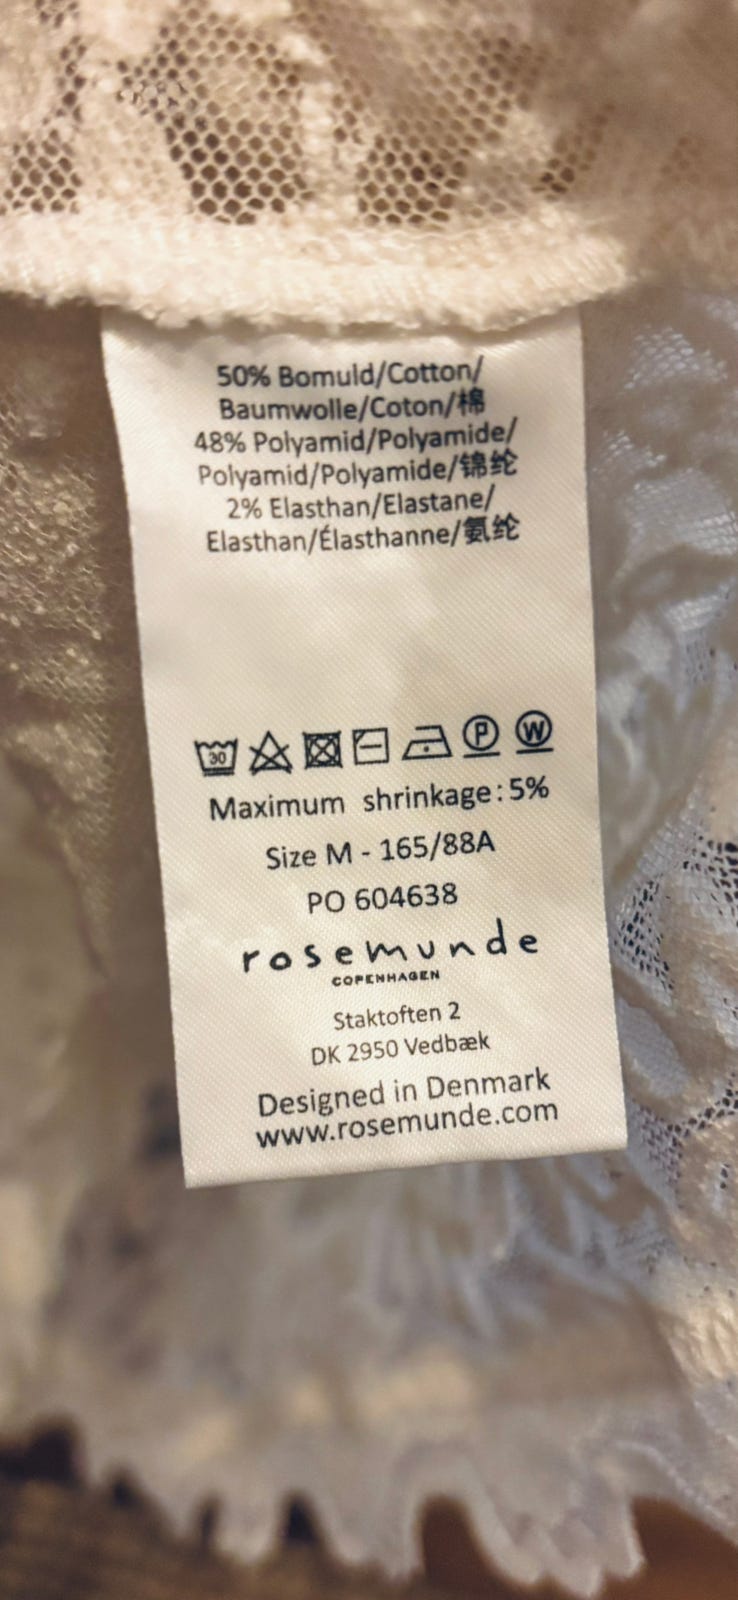 50% Bomuld/Cotton/
Baumwolle/Coton/棉
48% Polyamid/Polyamide/
Polyamid/Polyamide/锦纶
2% Elasthan/Elastane/
Elasthan/Élasthanne/氨纶
30 P W
Maximum shrinkage: 5%
Size M - 165/88A
PO 604638
rosemunde
COPENHAGEN
Staktoften 2
DK 2950 Vedbæk
Designed in Denmark
www.rosemunde.com